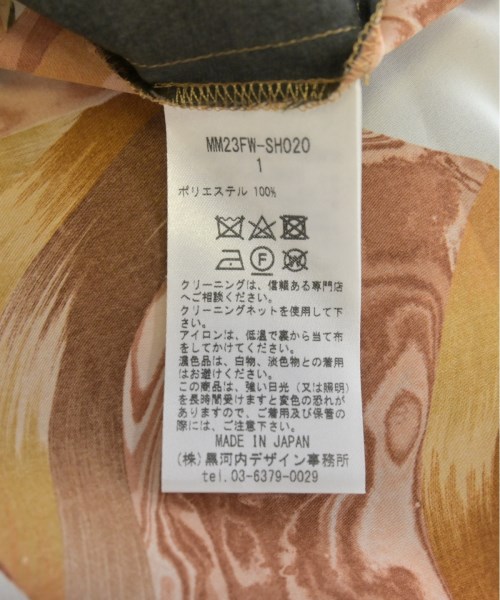 MM23FW-SH020
1
ポリエステル 100%
F
W
クリーニングは、信頼ある専門店
へご相談ください。
クリーニングネットを使用して下
さい。
アイロンは、低温で裏から当て布
をしてかけてください。
濃色品は、白物、淡色物との着用
はお避けください。
この商品は、強い日光（又は照明）
を長時間受けますと変色の恐れが
ありますので、ご着用及び保管の
際には、ご注意下さい。
MADE IN JAPAN
(株)黒河内デザイン事務所
tel.03-6379-0029